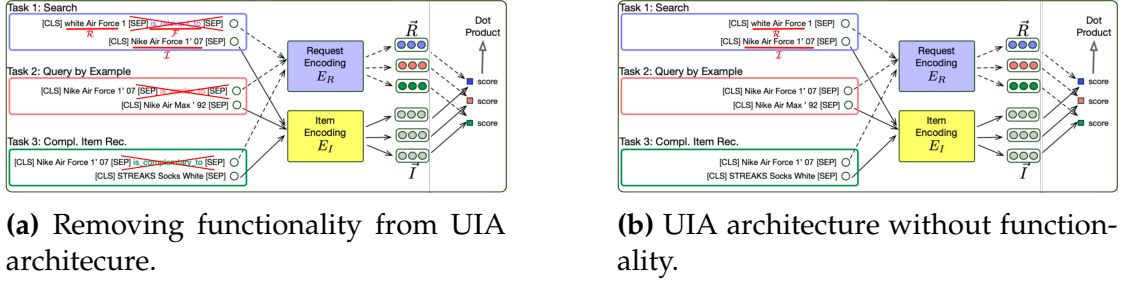 Task 1: Search
[CLS] white Air Force 1 [SEP] is_relevant_to [SEP]
R
F
[CLS] Nike Air Force 1' 07 [SEP]
I
Task 2: Query by Example
[CLS] Nike Air Force 1' 07 [SEP] [SEP]
[CLS] Nike Air Max ' 92 [SEP]
Task 3: Compl. Item Rec.
[CLS] Nike Air Force 1' 07 [SEP] is_complemtary_to [SEP]
[CLS] STREAKS Socks White [SEP]
Request
Encoding
E_R
Item
Encoding
E_I
R
I
Dot
Product
score
score
score
(a) Removing functionality from UIA
architecure.
Task 1: Search
[CLS] white Air Force 1 [SEP]
R
[CLS] Nike Air Force 1' 07 [SEP]
I
Task 2: Query by Example
[CLS] Nike Air Force 1' 07 [SEP]
[CLS] Nike Air Max ' 92 [SEP]
Task 3: Compl. Item Rec.
[CLS] Nike Air Force 1' 07 [SEP]
[CLS] STREAKS Socks White [SEP]
Request
Encoding
E_R
Item
Encoding
E_I
R
I
Dot
Product
score
score
score
(b) UIA architecture without function-
ality.